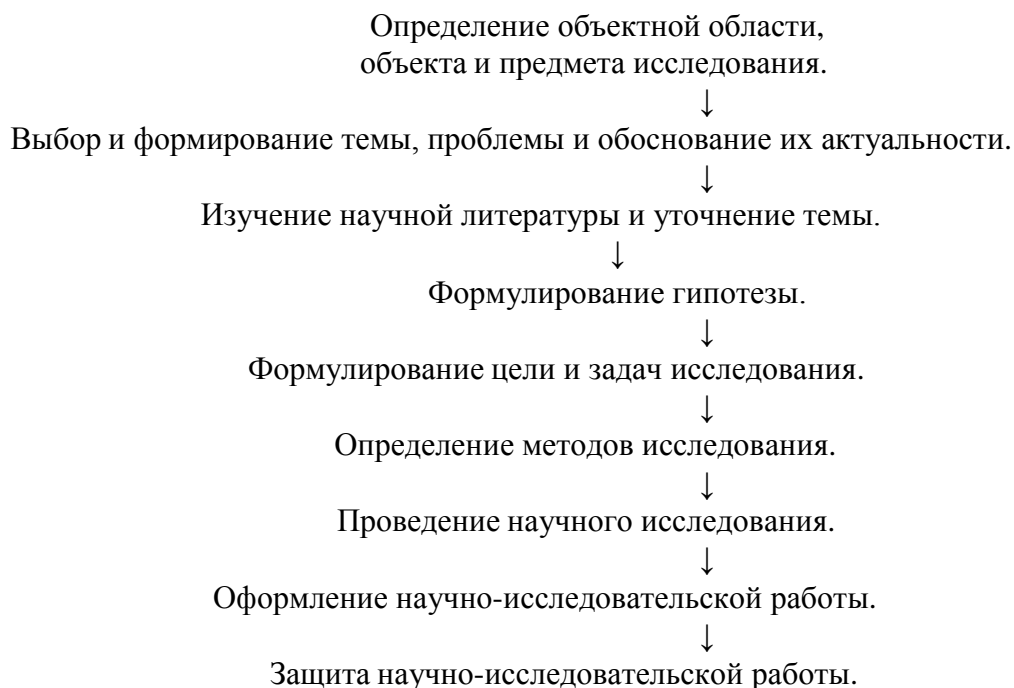 Определение объектной области,
объекта и предмета исследования.
↓
Выбор и формирование темы, проблемы и обоснование их актуальности.
↓
Изучение научной литературы и уточнение темы.
↓
Формулирование гипотезы.
↓
Формулирование цели и задач исследования.
↓
Определение методов исследования.
↓
Проведение научного исследования.
↓
Оформление научно-исследовательской работы.
↓
Защита научно-исследовательской работы.